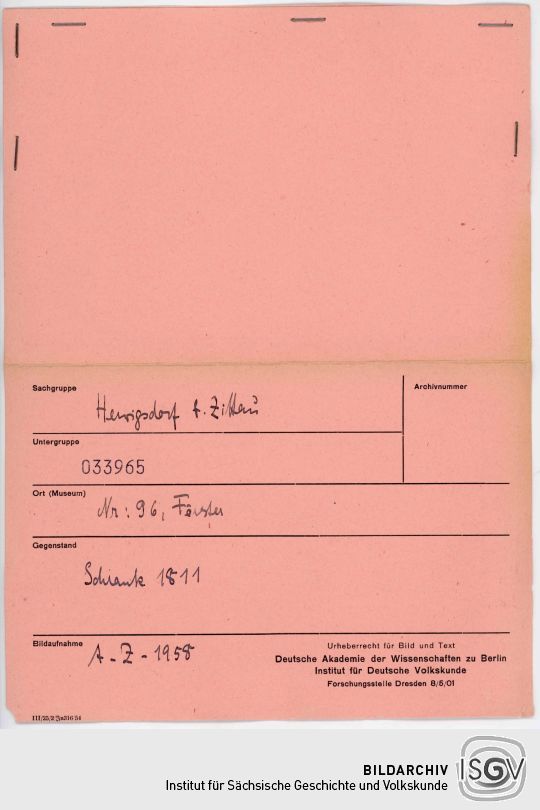 Sachgruppe
Archivnummer
Herwigsdorf b. Zittau
Untergruppe
033965
Ort (Museum)
Nr: 96, Förster
Gegenstand
Schrank 1811
Bildaufnahme
A-Z-1958
Urheberrecht für Bild und Text
Deutsche Akademie der Wissenschaften zu Berlin
Institut für Deutsche Volkskunde
Forschungsstelle Dresden 8/6/01
BILDARCHIV
ISGV
Institut für Sächsische Geschichte und Volkskunde